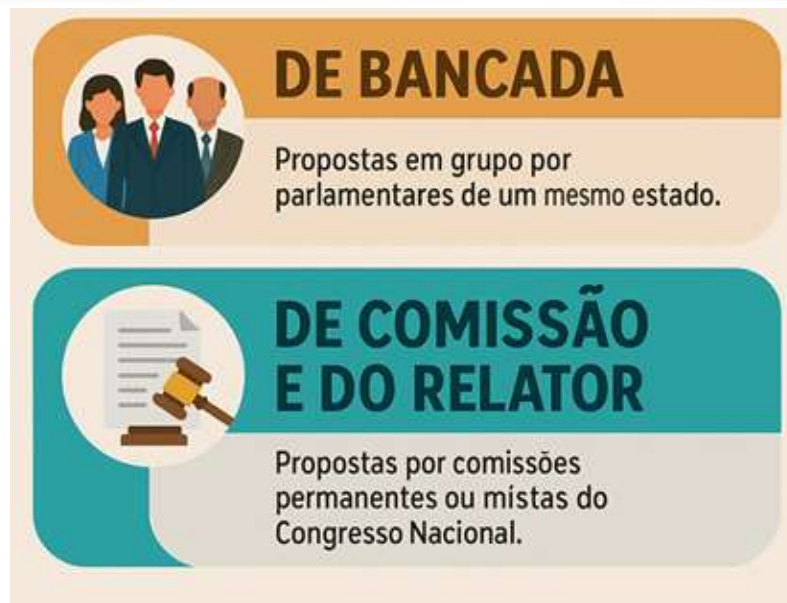 DE BANCADA
Propostas em grupo por
parlamentares de um mesmo estado.
DE COMISSÃO
E DO RELATOR
Propostas por comissões
permanentes ou mistas do
Congresso Nacional.